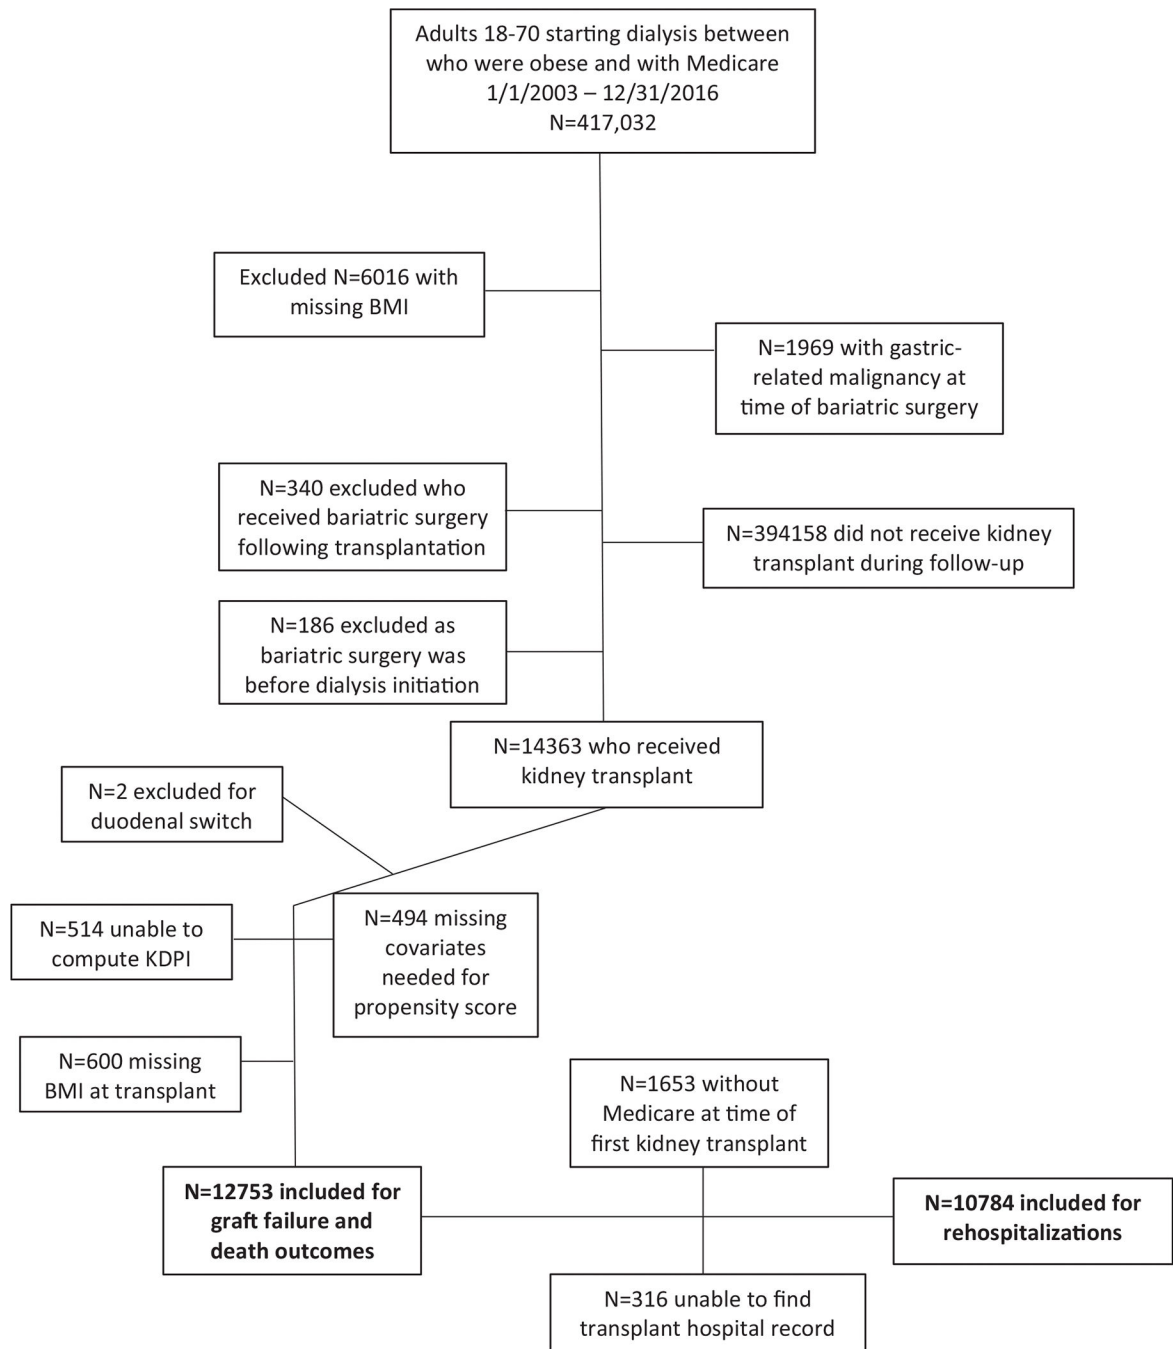 Adults 18-70 starting dialysis between
who were obese and with Medicare
1/1/2003 – 12/31/2016
N=417,032
Excluded N=6016 with
missing BMI
N=1969 with gastric-
related malignancy at
time of bariatric surgery
N=340 excluded who
received bariatric surgery
following transplantation
N=394158 did not receive kidney
transplant during follow-up
N=186 excluded as
bariatric surgery was
before dialysis initiation
N=14363 who received
kidney transplant
N=2 excluded for
duodenal switch
N=514 unable to
compute KDPI
N=494 missing
covariates
needed for
propensity score
N=600 missing
BMI at transplant
N=1653 without
Medicare at time of
first kidney transplant
N=12753 included for
graft failure and
death outcomes
N=10784 included for
rehospitalizations
N=316 unable to find
transplant hospital record